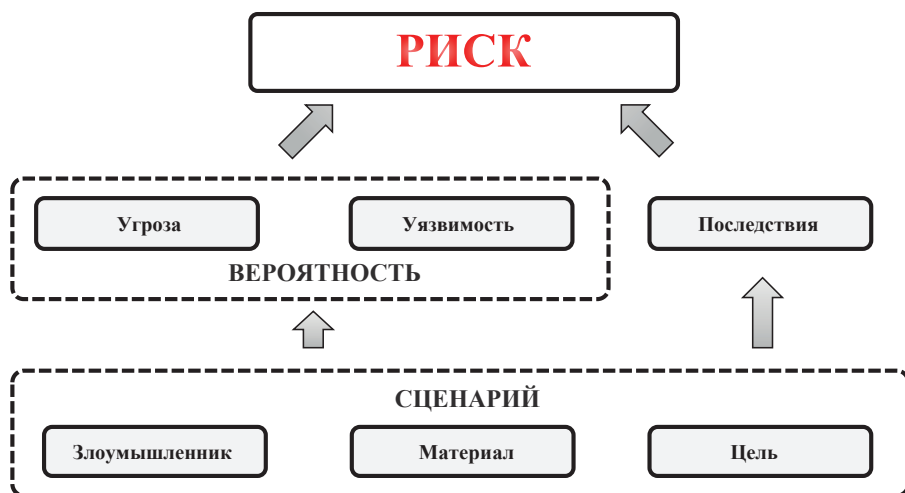 РИСК
Угроза
Уязвимость
Последствия
ВЕРОЯТНОСТЬ
СЦЕНАРИЙ
Злоумышленник
Материал
Цель